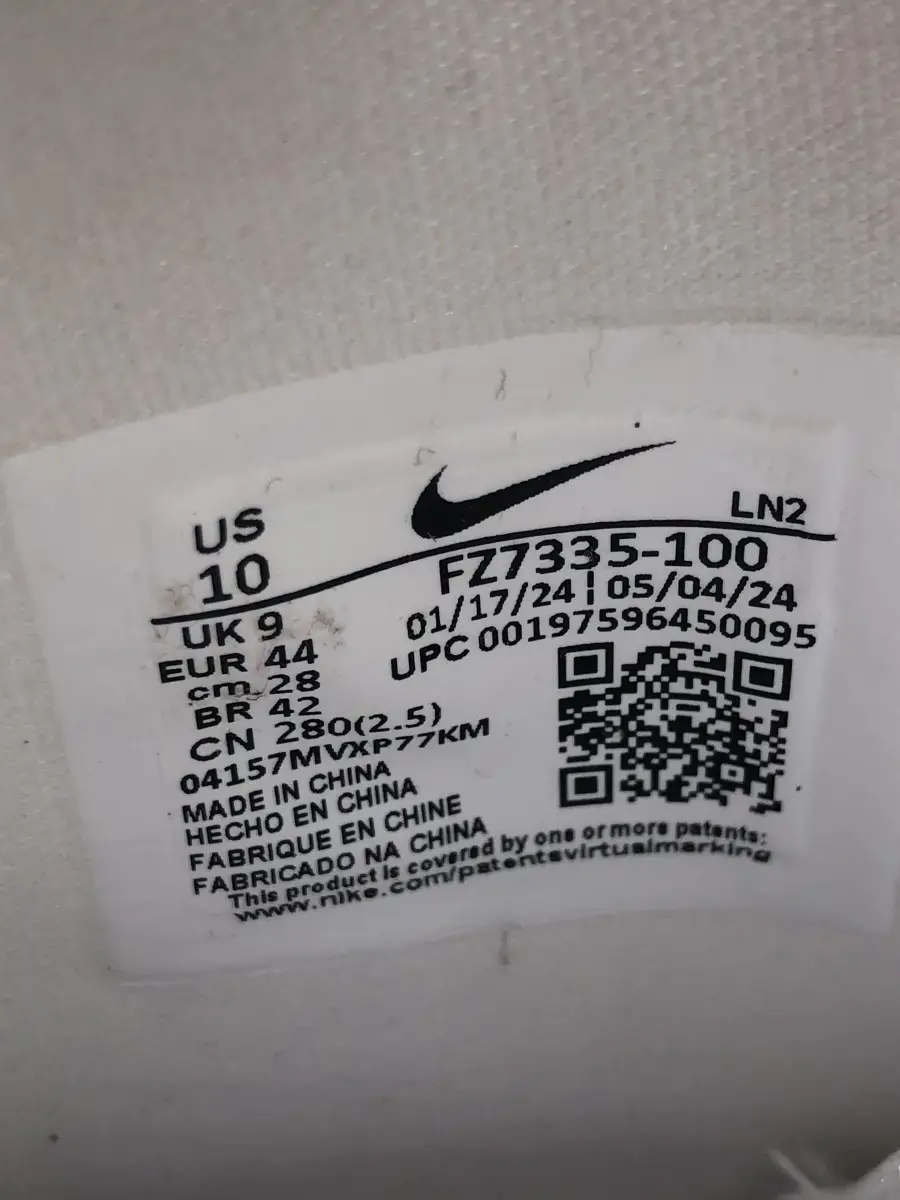 LN2
US
10
FZ7335-100
01/17/24 | 05/04/24
UPC 00197596450095
UK 9
EUR 44
cm 28
BR 42
CN 280(2.5)
04157MVXP77KM
MADE IN CHINA
HECHO EN CHINA
FABRIQUE EN CHINE
FABRICADO NA CHINA
This product is covered by one or more patents:
www.nike.com/patentsvirtualmarking